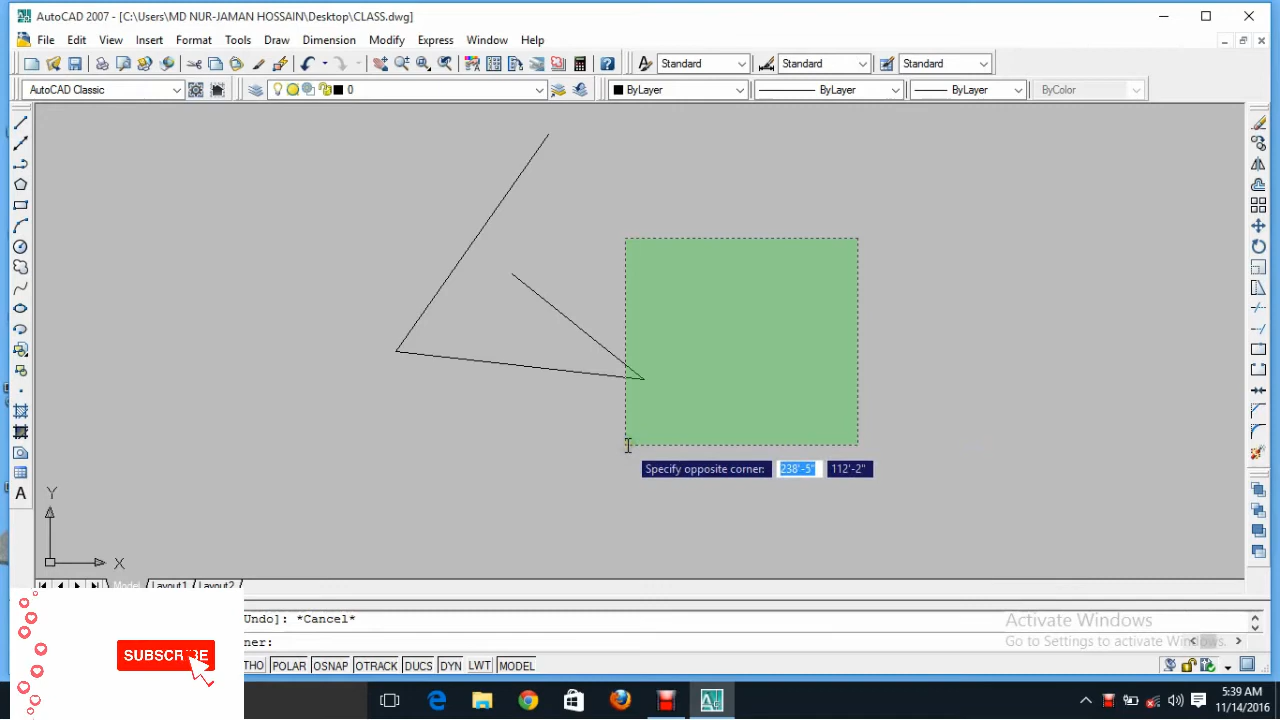 AutoCAD 2007 - [C:\Users\MD NUR-JAMAN HOSSAIN\Desktop\CLASS.dwg]
File Edit View Insert Format Tools Draw Dimension Modify Express Window Help
Standard Standard Standard
AutoCAD Classic 0 ByLayer ByLayer ByLayer ByColor
Specify opposite corner: 238'-5" 112'-2"
Y
X
Model Layout1 Layout2
Undo]: *Cancel*
Activate Windows
ner:
Go to Settings to activate Windows.
SUBSCRIBE
THO POLAR OSNAP OTRACK DUCS DYN LWT MODEL
5:39 AM
11/14/2016